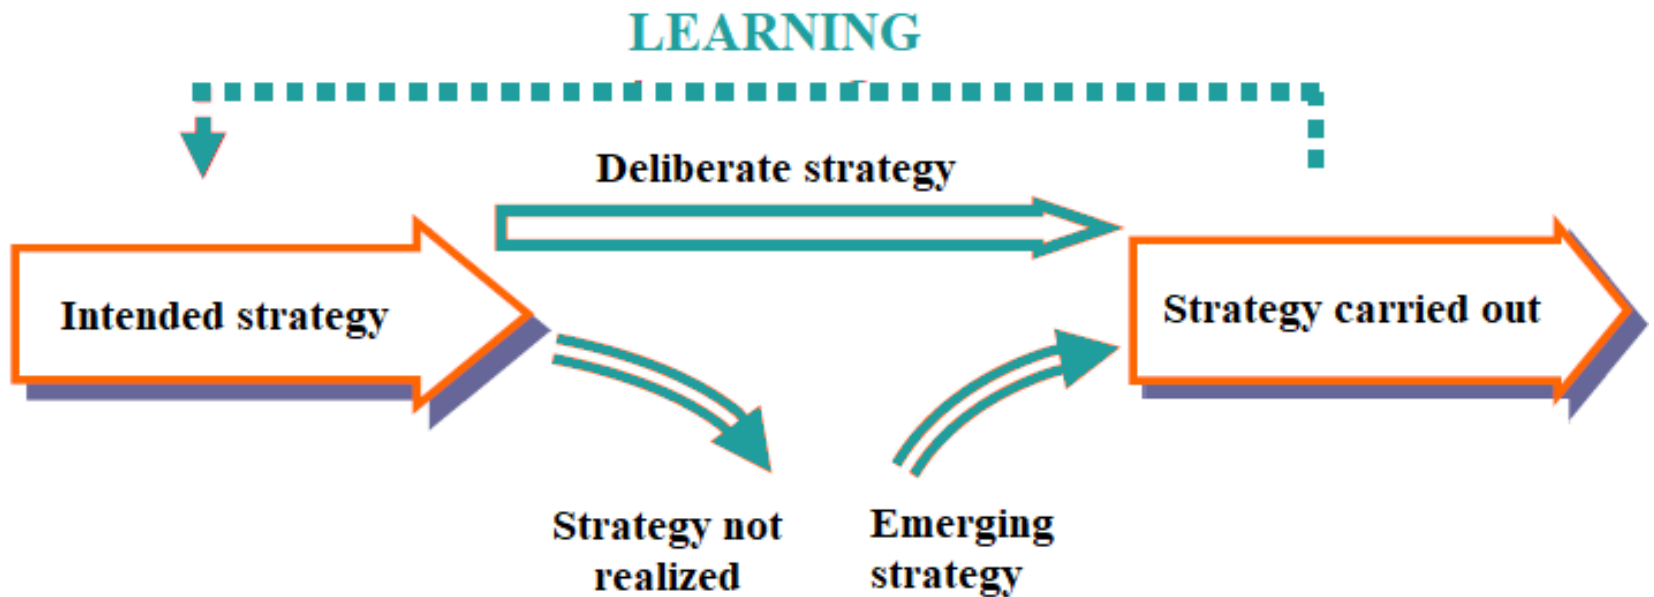 LEARNING
Deliberate strategy
Intended strategy
Strategy carried out
Strategy not
realized
Emerging
strategy